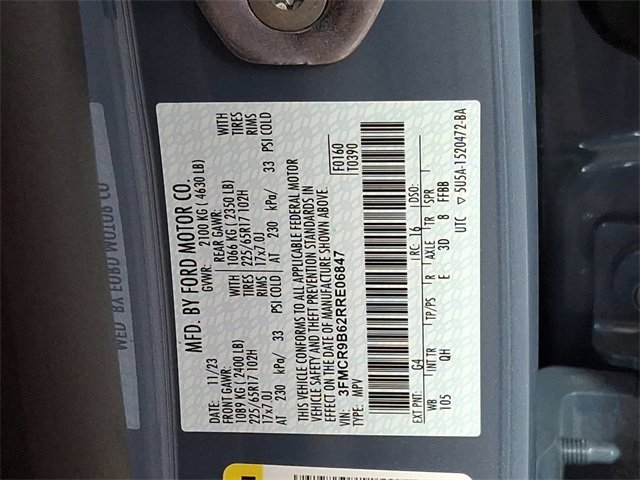 MFD. BY FORD MOTOR CO.
11/23
GVWR:
2100 KG ( 4630 LB)
FRONT GAWR:
REAR GAWR:
1089 KG ( 2400 LB)
WITH
1066 KG ( 2350 LB)
WITH
225/65R17 102H
TIRES
225/65R17 102H
TIRES
17x7.0J
RIMS
17x7.0J
RIMS
AT 230 kPa/ 33 PSI COLD
AT 230 kPa/ 33 PSI COLD
THIS VEHICLE CONFORMS TO ALL APPLICABLE FEDERAL MOTOR
VEHICLE SAFETY AND THEFT PREVENTION STANDARDS IN
EFFECT ON THE DATE OF MANUFACTURE SHOWN ABOVE.
VIN: 3FMCR9B62RRE06847
F0160
TYPE: MPV
T0390
EXT PNT: G4
RC: 16
DSO:
WB
INT TR
TP/PS
R
AXLE
TR
SPR
105
QH
E
3D
8
FFBB
UTC ▽ 5U5A-1520472-BA
MFD. BY FORD MOTOR CO